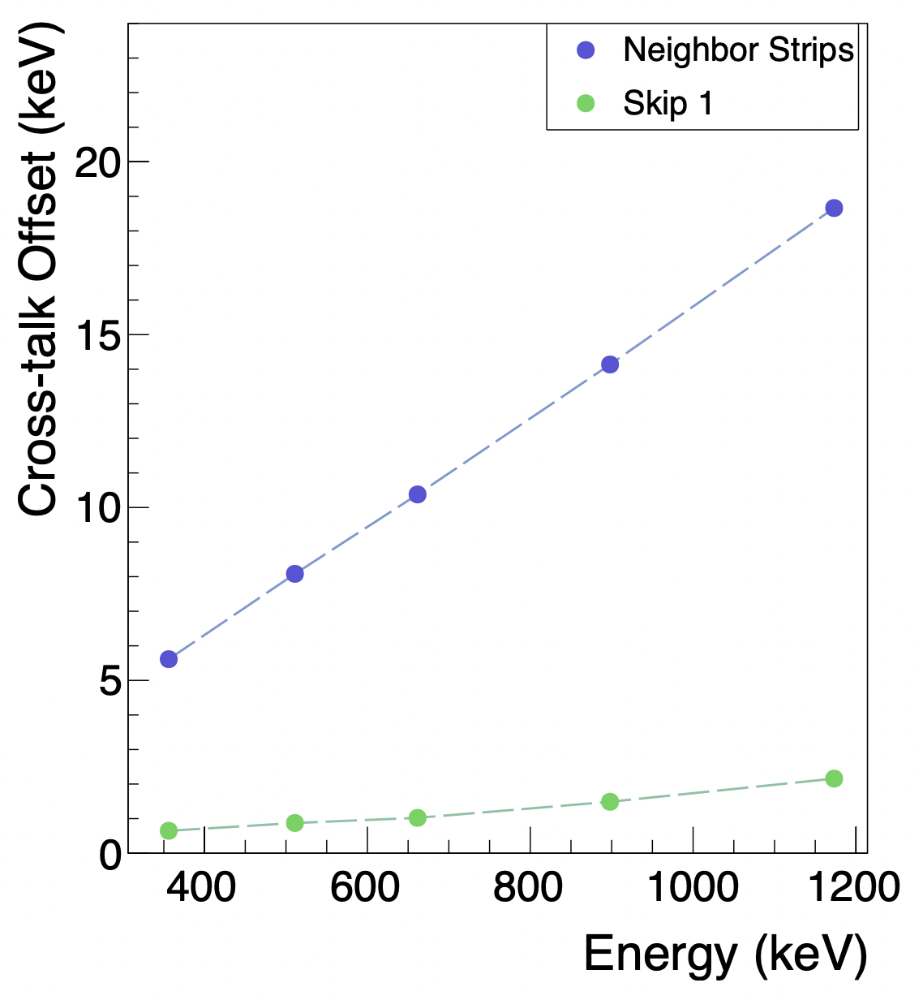 Cross-talk Offset (keV)
Neighbor Strips
Skip 1
20
15
10
5
0
400 600 800 1000 1200
Energy (keV)